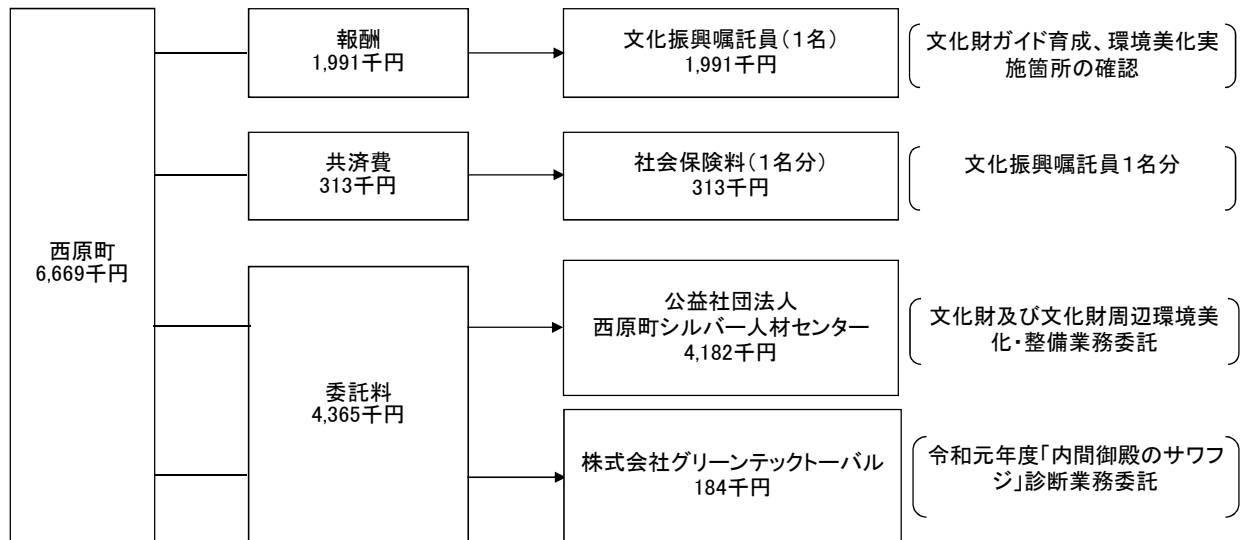 西原町
6,669千円
報酬
1,991千円
文化振興嘱託員(1名)
1,991千円
文化財ガイド育成、環境美化実
施箇所の確認
共済費
313千円
社会保険料(1名分)
313千円
文化振興嘱託員1名分
委託料
4,365千円
公益社団法人
西原町シルバー人材センター
4,182千円
文化財及び文化財周辺環境美
化・整備業務委託
株式会社グリーンテックトーバル
184千円
令和元年度「内間御殿のサワフ
ジ」診断業務委託